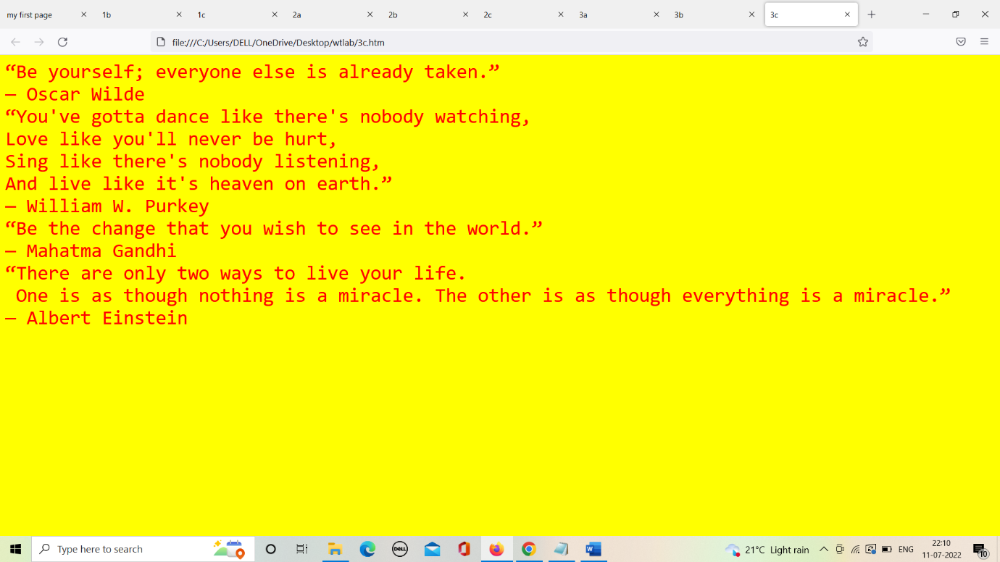 my first page
1b
1c
2a
2b
2c
3a
3b
3c
file:///C:/Users/DELL/OneDrive/Desktop/wtlab/3c.htm
“Be yourself; everyone else is already taken.”
― Oscar Wilde
“You've gotta dance like there's nobody watching,
Love like you'll never be hurt,
Sing like there's nobody listening,
And live like it's heaven on earth.”
― William W. Purkey
“Be the change that you wish to see in the world.”
― Mahatma Gandhi
“There are only two ways to live your life.
One is as though nothing is a miracle. The other is as though everything is a miracle.”
― Albert Einstein
Type here to search
DELL
W
21°C Light rain
ENG
22:10
11-07-2022
10